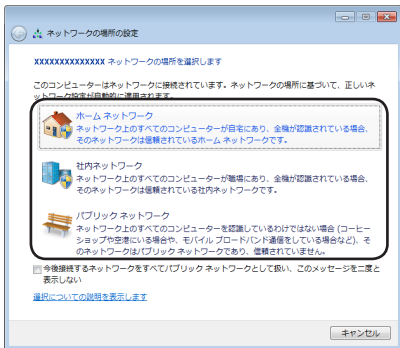 ネットワークの場所の設定
XXXXXXXXXXXXXX ネットワークの場所を選択します
このコンピューターはネットワークに接続されています。ネットワークの場所に基づいて、正しいネ
ットワーク設定が自動的に適用されます。
ホーム ネットワーク
ネットワーク上のすべてのコンピューターが自宅にあり、全機が認識されている場合、
そのネットワークは信頼されているホーム ネットワークです。
社内ネットワーク
ネットワーク上のすべてのコンピューターが職場にあり、全機が認識されている場合、
そのネットワークは信頼されている社内ネットワークです。
パブリック ネットワーク
ネットワーク上のすべてのコンピューターを認識しているわけではない場合 (コーヒー
ショップや空港にいる場合や、モバイル ブロードバンド通信をしている場合など)、そ
のネットワークはパブリック ネットワークであり、信頼されていません。
今後接続するネットワークをすべてパブリック ネットワークとして扱い、このメッセージを二度と
表示しない
選択についての説明を表示します
キャンセル